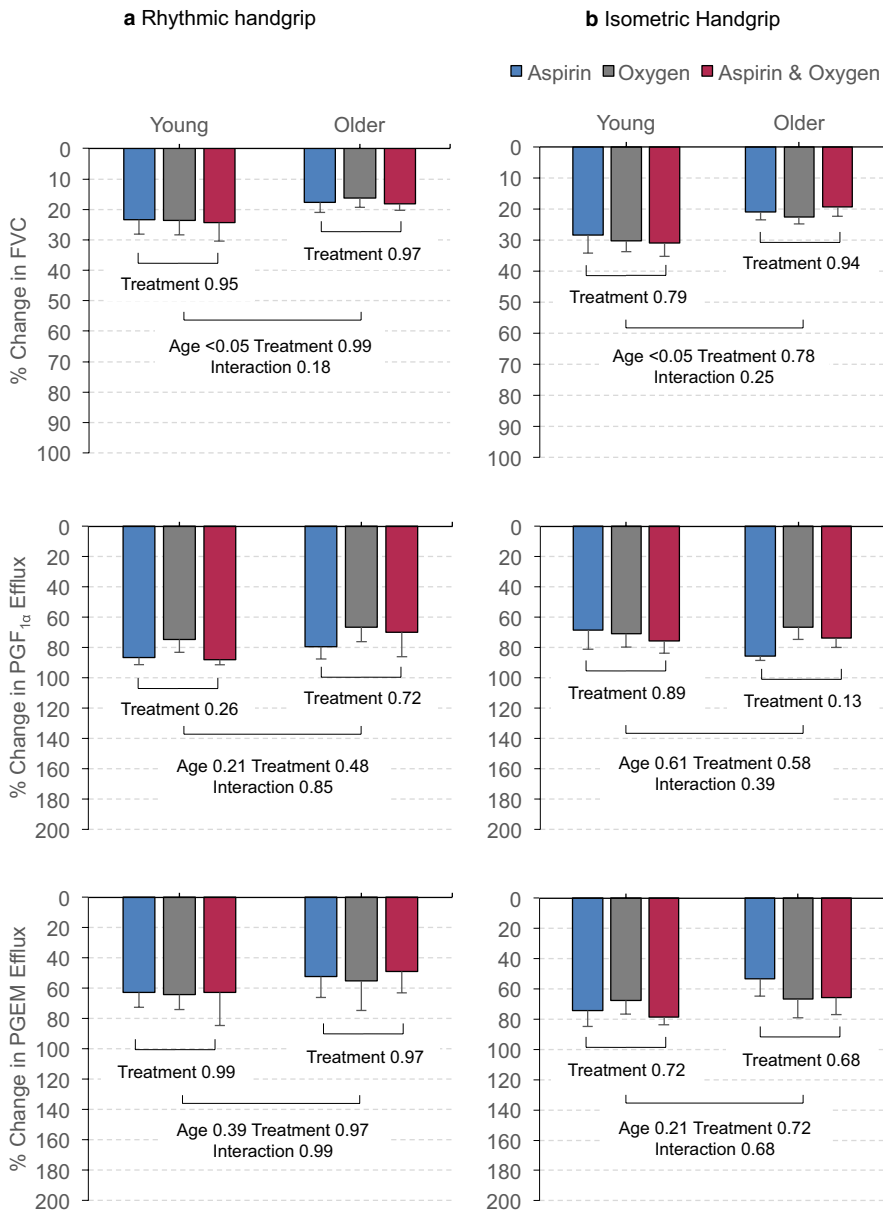 a Rhythmic handgrip
b Isometric Handgrip
Aspirin Oxygen Aspirin & Oxygen
Young Older
% Change in FVC
0
10
20
30
40
50
60
70
80
90
100
Treatment 0.95
Treatment 0.97
Age <0.05 Treatment 0.99
Interaction 0.18
Young Older
0
10
20
30
40
50
60
70
80
90
100
Treatment 0.79
Treatment 0.94
Age <0.05 Treatment 0.78
Interaction 0.25
% Change in PGF1α Efflux
0
20
40
60
80
100
120
140
160
180
200
Treatment 0.26
Treatment 0.72
Age 0.21 Treatment 0.48
Interaction 0.85
0
20
40
60
80
100
120
140
160
180
200
Treatment 0.89
Treatment 0.13
Age 0.61 Treatment 0.58
Interaction 0.39
% Change in PGEM Efflux
0
20
40
60
80
100
120
140
160
180
200
Treatment 0.99
Treatment 0.97
Age 0.39 Treatment 0.97
Interaction 0.99
0
20
40
60
80
100
120
140
160
180
200
Treatment 0.72
Treatment 0.68
Age 0.21 Treatment 0.72
Interaction 0.68